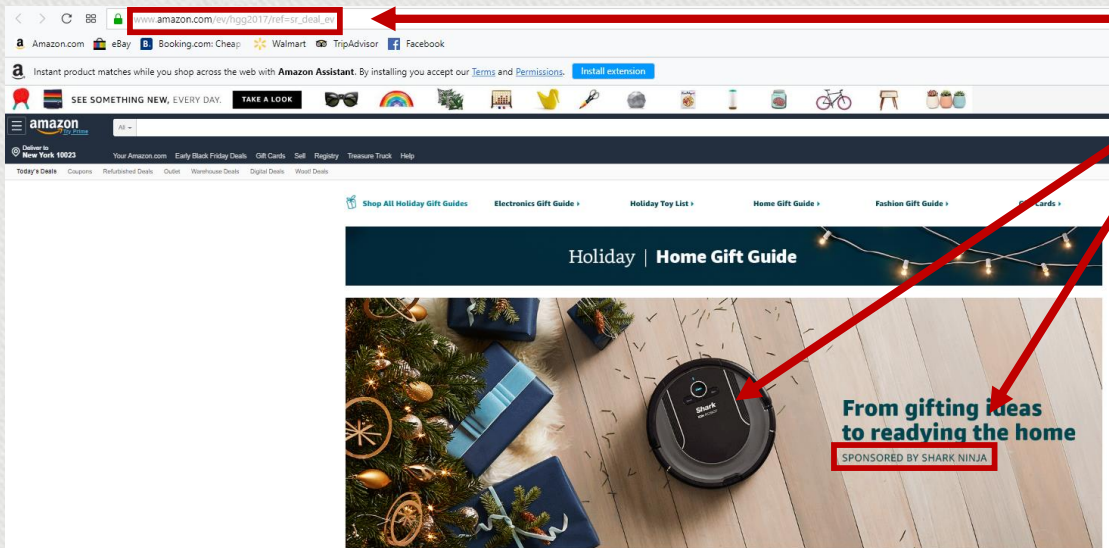 www.amazon.com/ev/hgg2017/ref=sr_deal_ev
a Amazon.com eBay B. Booking.com: Cheap Walmart TripAdvisor f Facebook
a Instant product matches while you shop across the web with Amazon Assistant. By installing you accept our Terms and Permissions. Install extension
SEE SOMETHING NEW, EVERY DAY. TAKE A LOOK
amazon
Try Prime
All
Deliver to
New York 10023
Your Amazon.com Early Black Friday Deals Gift Cards Sell Registry Treasure Truck Help
Today's Deals Coupons Refurbished Deals Outlet Warehouse Deals Digital Deals Woot! Deals
Shop All Holiday Gift Guides Electronics Gift Guide Holiday Toy List Home Gift Guide Fashion Gift Guide Cards
Holiday | Home Gift Guide
Shark
From gifting ideas
to readying the home
SPONSORED BY SHARK NINJA